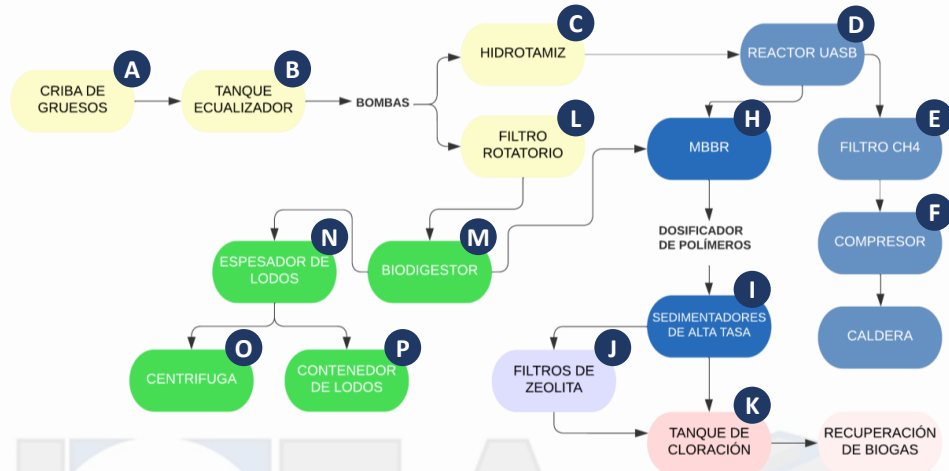 A
CRIBA DE
GRUESOS
B
TANQUE
ECUALIZADOR
BOMBAS
C
HIDROTAMIZ
D
REACTOR UASB
L
FILTRO
ROTATORIO
H
MBBR
E
FILTRO CH4
DOSIFICADOR
DE POLÍMEROS
F
COMPRESOR
N
ESPESADOR DE
LODOS
M
BIODIGESTOR
I
SEDIMENTADORES
DE ALTA TASA
CALDERA
O
CENTRIFUGA
P
CONTENEDOR
DE LODOS
J
FILTROS DE
ZEOLITA
K
TANQUE DE
CLORACIÓN
RECUPERACIÓN
DE BIOGAS